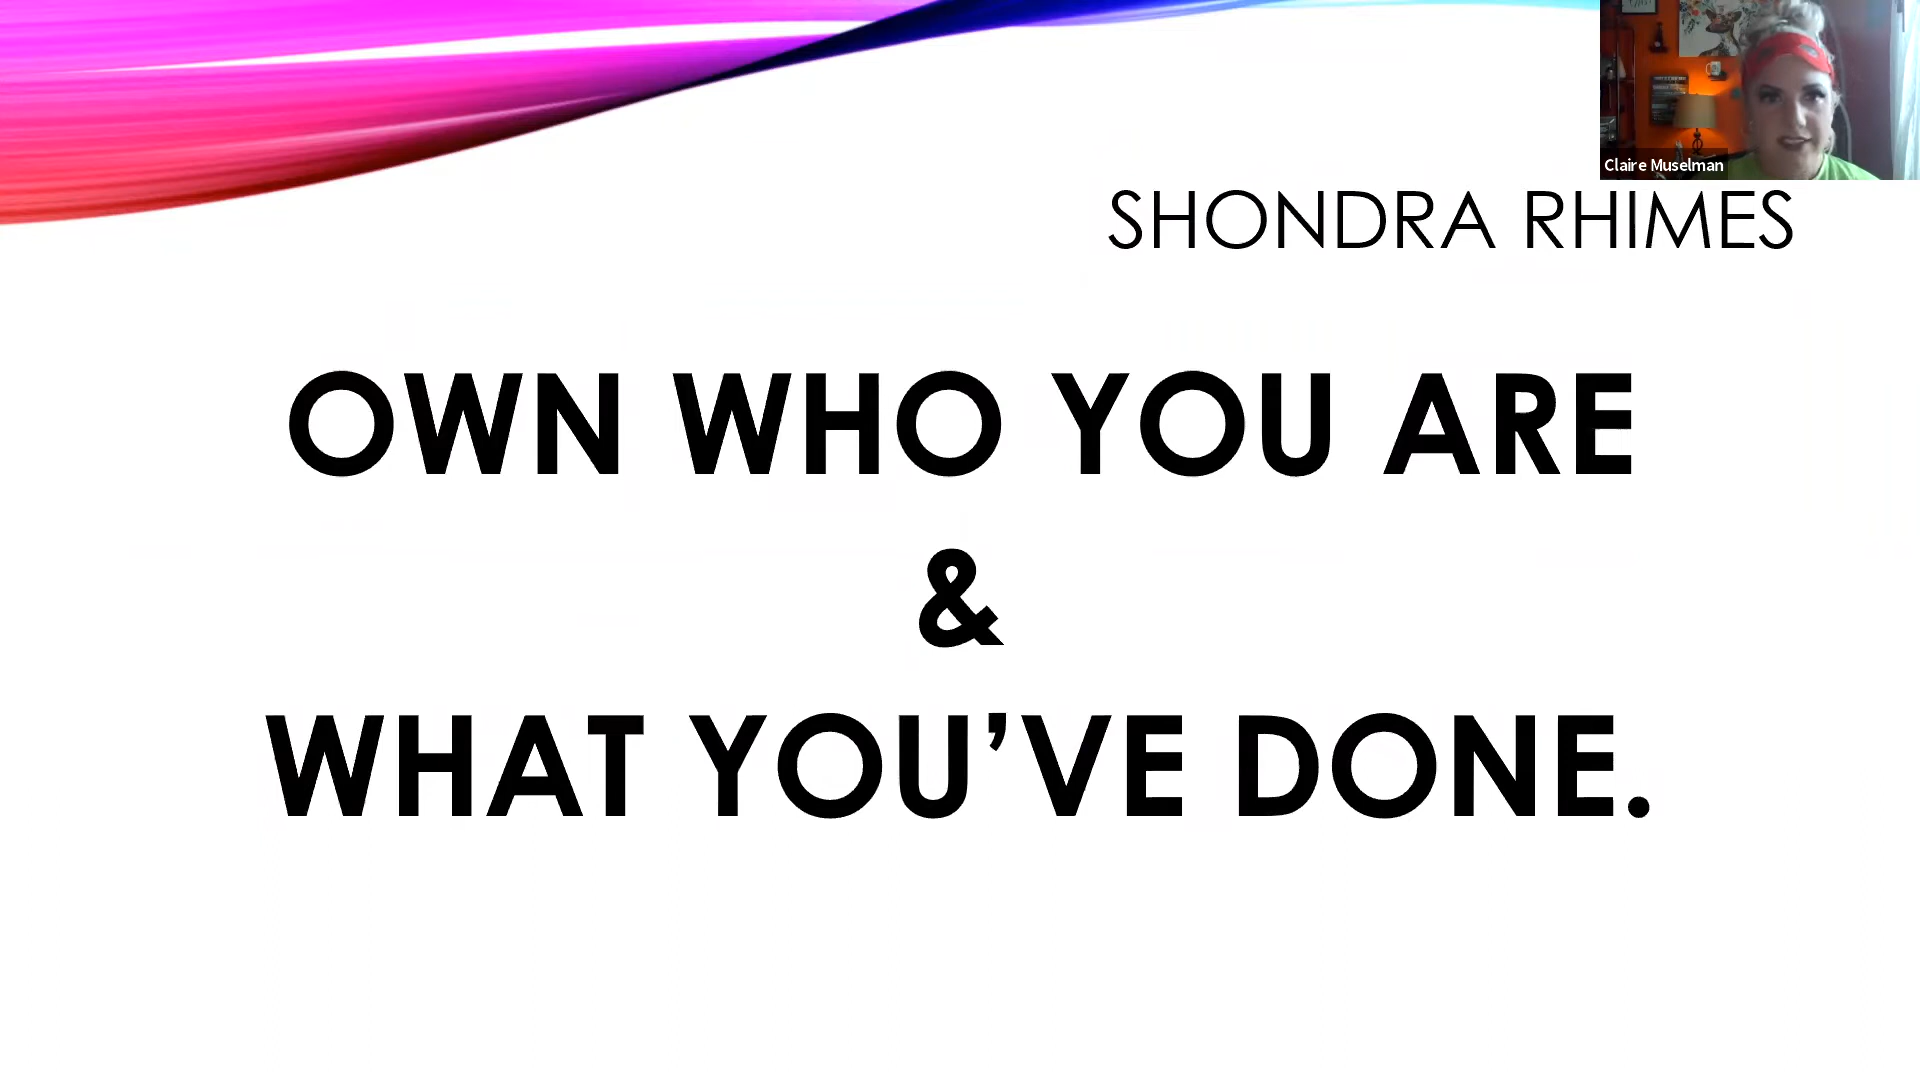 Claire Muselman
SHONDRA RHIMES
OWN WHO YOU ARE
&
WHAT YOU’VE DONE.